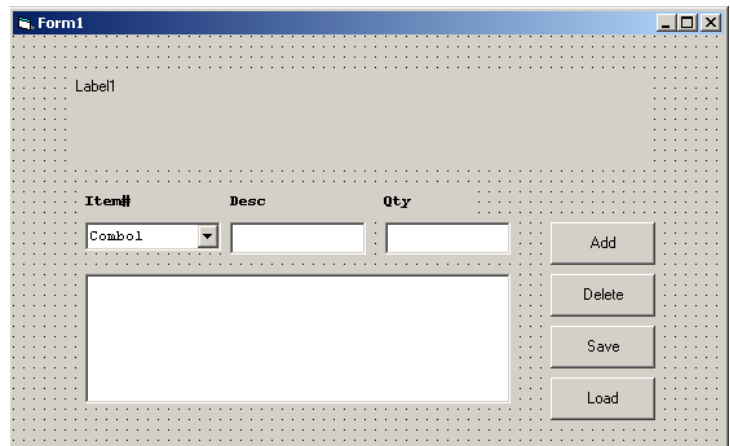 Form1
Label1
Item# Desc Qty
Combo1
Add
Delete
Save
Load